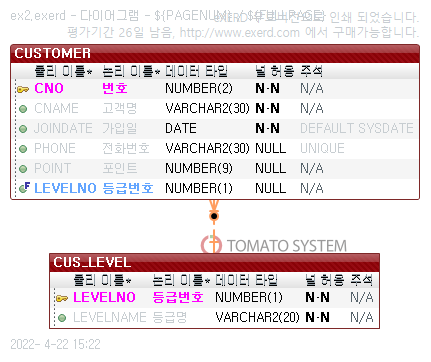 ex2,exerd - 다이어그램 - ${PAGENUM} / ${FULLPAGE}
eXERD 무료버전으로 인쇄 되었습니다.
평가기간 26일 남음, http://www.exerd.com 에서 구매가능합니다.
CUSTOMER
물리 이름* 논리 이름* 데이터 타입 널 허용 주석
CNO 번호 NUMBER(2) N·N N/A
CNAME 고객명 VARCHAR2(30) N·N N/A
JOINDATE 가입일 DATE N·N DEFAULT SYSDATE
PHONE 전화번호 VARCHAR2(30) NULL UNIQUE
POINT 포인트 NUMBER(9) NULL N/A
F LEVELNO 등급번호 NUMBER(1) NULL N/A
TOMATO SYSTEM
CUS_LEVEL
물리 이름* 논리 이름* 데이터 타입 널 허용 주석
LEVELNO 등급번호 NUMBER(1) N·N N/A
LEVELNAME 등급명 VARCHAR2(20) N·N N/A
2022- 4-22 15:22